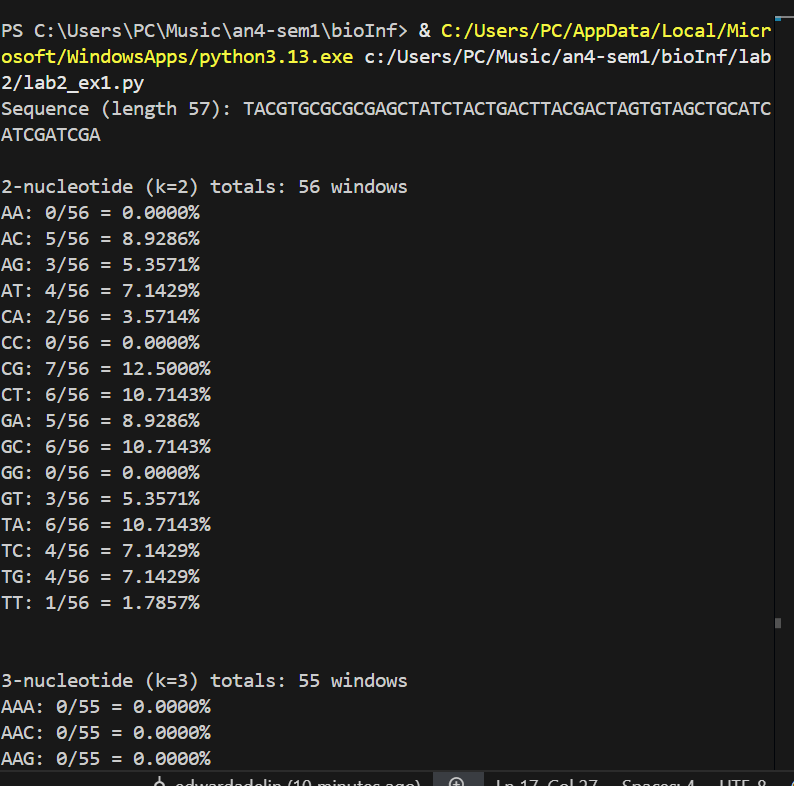 PS C:\Users\PC\Music\an4-sem1\bioInf> & C:/Users/PC/AppData/Local/Micr
osoft/WindowsApps/python3.13.exe c:/Users/PC/Music/an4-sem1/bioInf/lab
2/lab2_ex1.py
Sequence (length 57): TACGTGCGCGCGAGCTATCTACTGACTTACGACTAGTGTAGCTGCATC
ATCGATCGA
2-nucleotide (k=2) totals: 56 windows
AA: 0/56 = 0.0000%
AC: 5/56 = 8.9286%
AG: 3/56 = 5.3571%
AT: 4/56 = 7.1429%
CA: 2/56 = 3.5714%
CC: 0/56 = 0.0000%
CG: 7/56 = 12.5000%
CT: 6/56 = 10.7143%
GA: 5/56 = 8.9286%
GC: 6/56 = 10.7143%
GG: 0/56 = 0.0000%
GT: 3/56 = 5.3571%
TA: 6/56 = 10.7143%
TC: 4/56 = 7.1429%
TG: 4/56 = 7.1429%
TT: 1/56 = 1.7857%
3-nucleotide (k=3) totals: 55 windows
AAA: 0/55 = 0.0000%
AAC: 0/55 = 0.0000%
AAG: 0/55 = 0.0000%
edwardadelin (10 minutes ago) Ln 17, Col 27 Spaces: 4 UTF-8